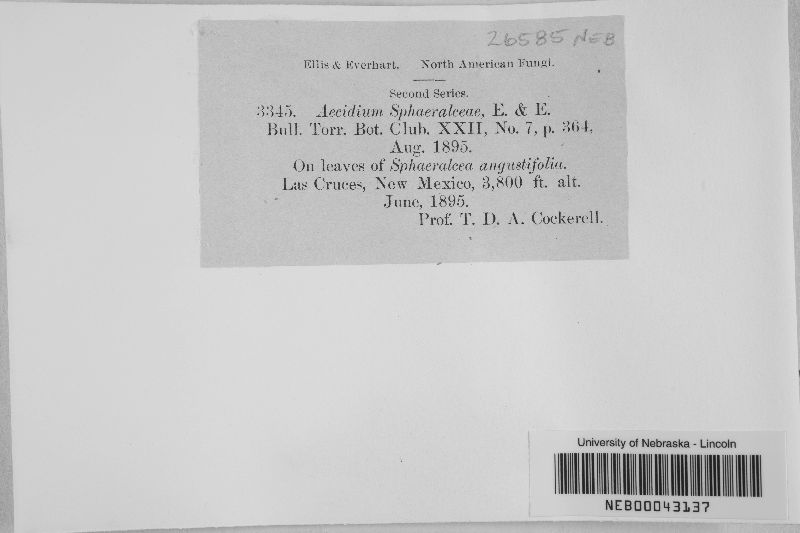 26585 NEB
Ellis & Everhart. North American Fungi.
Second Series.
3345. Aecidium Sphaeralceae, E. & E.
Bull. Torr. Bot. Club. XXII, No. 7, p. 364,
Aug. 1895.
On leaves of Sphaeralcea angustifolia.
Las Cruces, New Mexico, 3,800 ft. alt.
June, 1895.
Prof. T. D. A. Cockerell.
University of Nebraska - Lincoln
NEB00043137